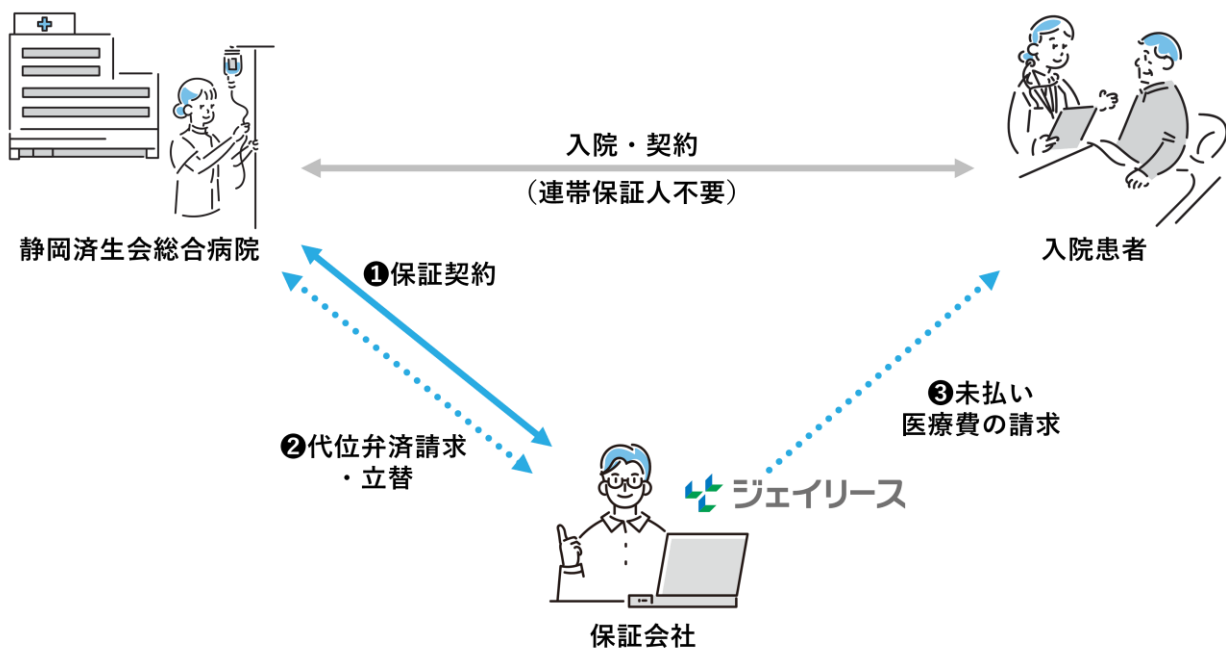 入院・契約
(連帯保証人不要)
静岡済生会総合病院
入院患者
❶保証契約
❷代位弁済請求
・立替
❸未払い
医療費の請求
ジェイリース
保証会社